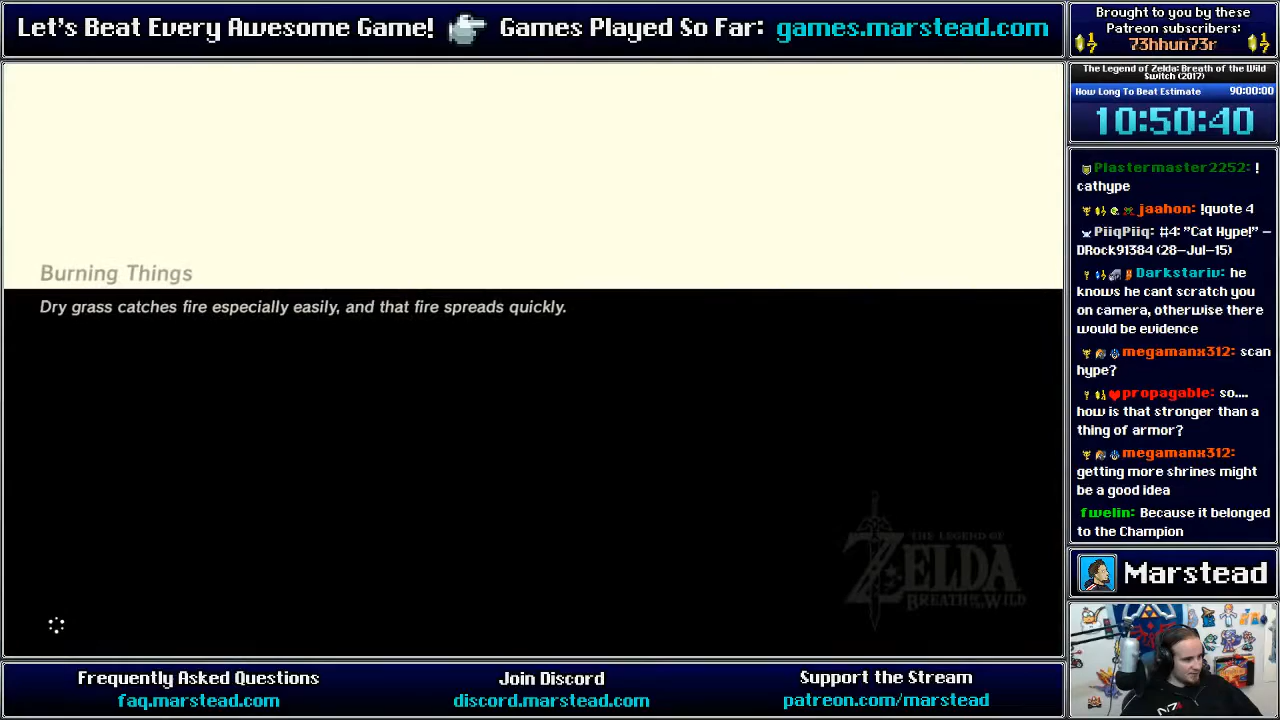 Let's Beat Every Awesome Game!
Games Played So Far: games.marstead.com
Brought to you by these
Patreon subscribers:
73hhun73r
The Legend of Zelda: Breath of the Wild
Switch (2017)
How Long To Beat Estimate 90:00:00
10:50:40
Plastermaster2252: !
cathype
jaahon: !quote 4
PiiqPiiq: #4: "Cat Hype!" –
DRock91384 (28-Jul-15)
Darkstariv: he
knows he cant scratch you
on camera, otherwise there
would be evidence
megamanx312: scan
hype?
propagable: so....
how is that stronger than a
thing of armor?
megamanx312:
getting more shrines might
be a good idea
fwelin: Because it belonged
to the Champion
Burning Things
Dry grass catches fire especially easily, and that fire spreads quickly.
THE LEGEND OF
ZELDA
BREATH OF THE WILD
Marstead
Frequently Asked Questions
faq.marstead.com
Join Discord
discord.marstead.com
Support the Stream
patreon.com/marstead